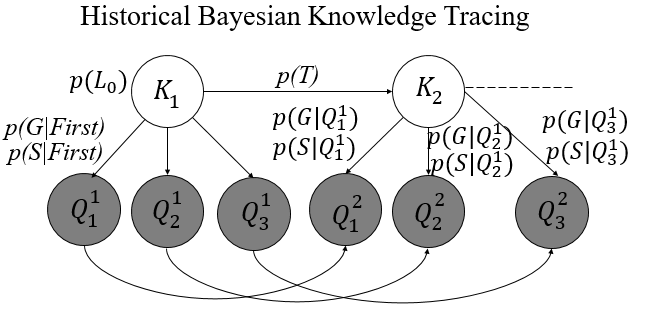 Historical Bayesian Knowledge Tracing
p(L₀) K₁ p(T) K₂
p(G|First)
p(S|First)
p(G|Q₁¹)
p(S|Q₁¹)
p(G|Q₂¹)
p(S|Q₂¹)
p(G|Q₃¹)
p(S|Q₃¹)
Q₁¹ Q₂¹ Q₃¹ Q₁² Q₂² Q₃²